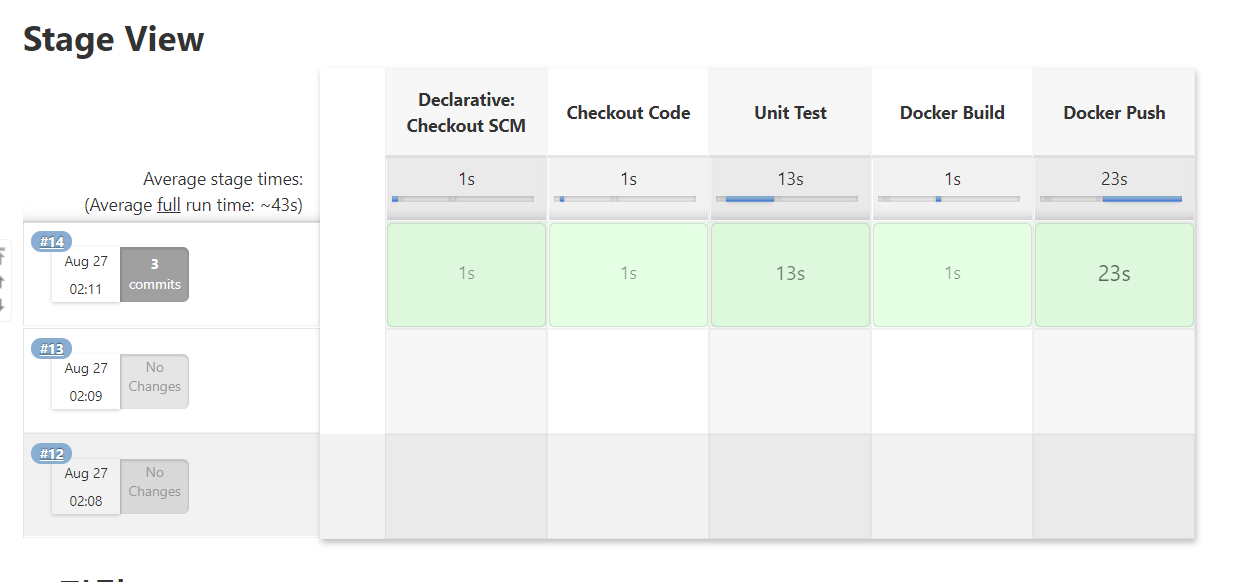 Stage View
Declarative:
Checkout SCM
Checkout Code
Unit Test
Docker Build
Docker Push
Average stage times:
(Average full run time: ~43s)
1s
1s
13s
1s
23s
#14
Aug 27
02:11
3
commits
1s
1s
13s
1s
23s
#13
Aug 27
02:09
No
Changes
#12
Aug 27
02:08
No
Changes